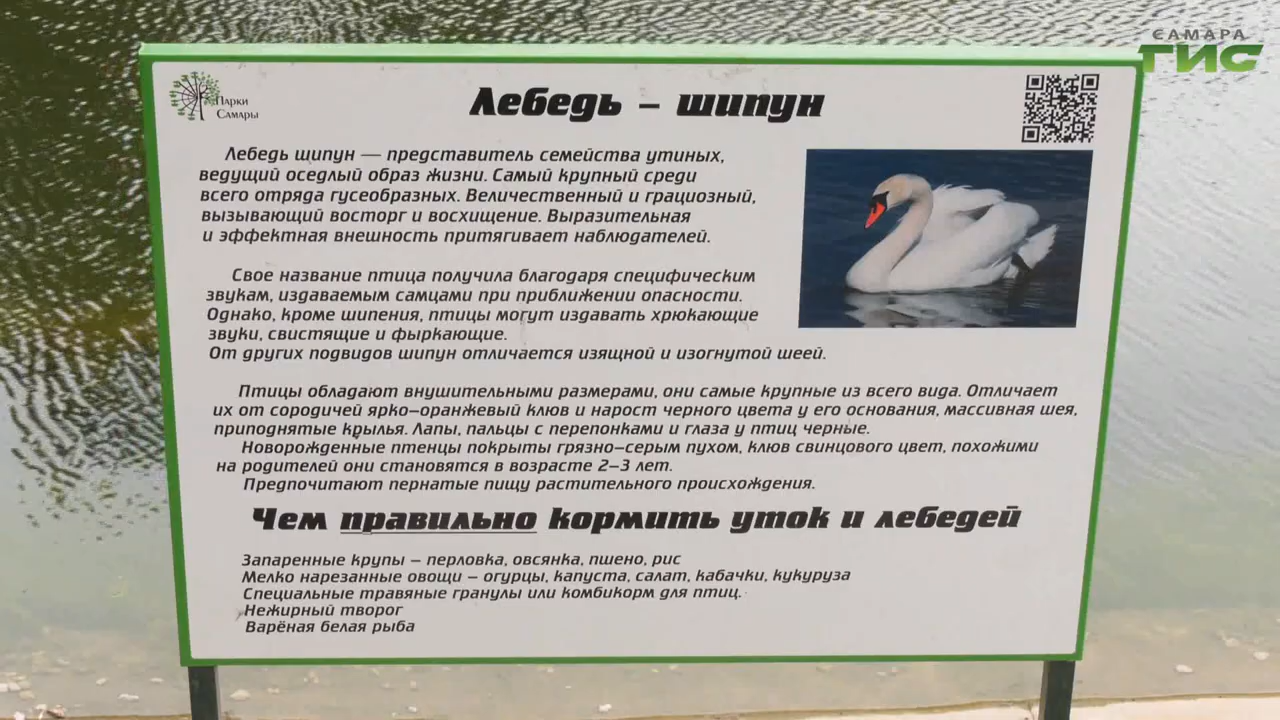 САМАРА
ГИС
Парки
Самары
Лебедь – шипун
Лебедь шипун — представитель семейства утиных,
ведущий оседлый образ жизни. Самый крупный среди
всего отряда гусеобразных. Величественный и грациозный,
вызывающий восторг и восхищение. Выразительная
и эффектная внешность притягивает наблюдателей.
Свое название птица получила благодаря специфическим
звукам, издаваемым самцами при приближении опасности.
Однако, кроме шипения, птицы могут издавать хрюкающие
звуки, свистящие и фыркающие.
От других подвидов шипун отличается изящной и изогнутой шеей.
Птицы обладают внушительными размерами, они самые крупные из всего вида. Отличает
их от сородичей ярко–оранжевый клюв и нарост черного цвета у его основания, массивная шея,
приподнятые крылья. Лапы, пальцы с перепонками и глаза у птиц черные.
Новорожденные птенцы покрыты грязно–серым пухом, клюв свинцового цвет, похожими
на родителей они становятся в возрасте 2–3 лет.
Предпочитают пернатые пищу растительного происхождения.
Чем правильно кормить уток и лебедей
Запаренные крупы – перловка, овсянка, пшено, рис
Мелко нарезанные овощи – огурцы, капуста, салат, кабачки, кукуруза
Специальные травяные гранулы или комбикорм для птиц.
Нежирный творог
Варёная белая рыба